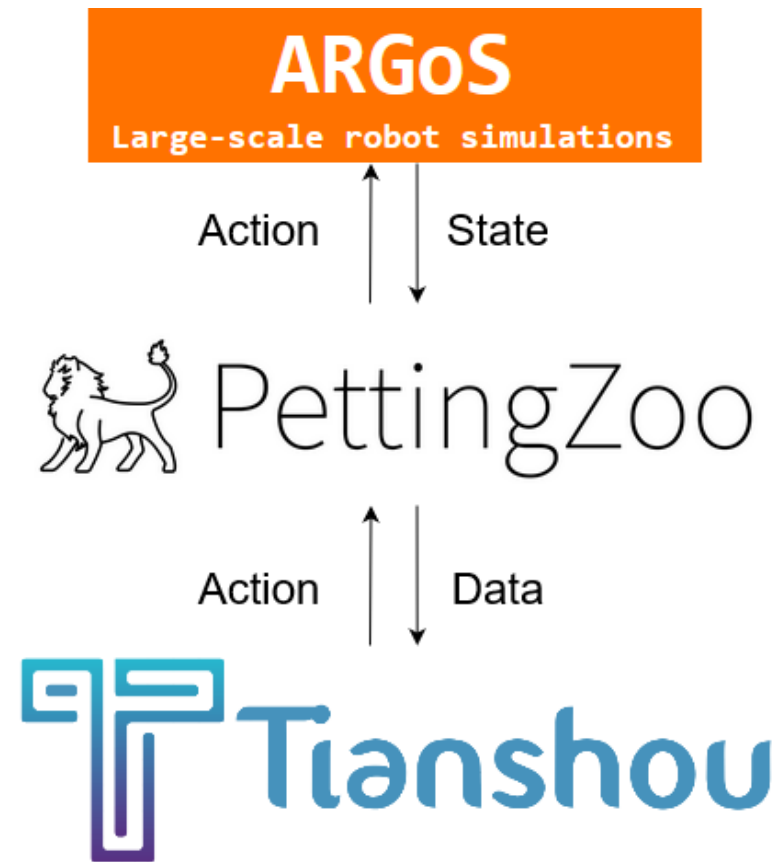 ARGoS
Large-scale robot simulations
Action State
PettingZoo
Action Data
Tianshou